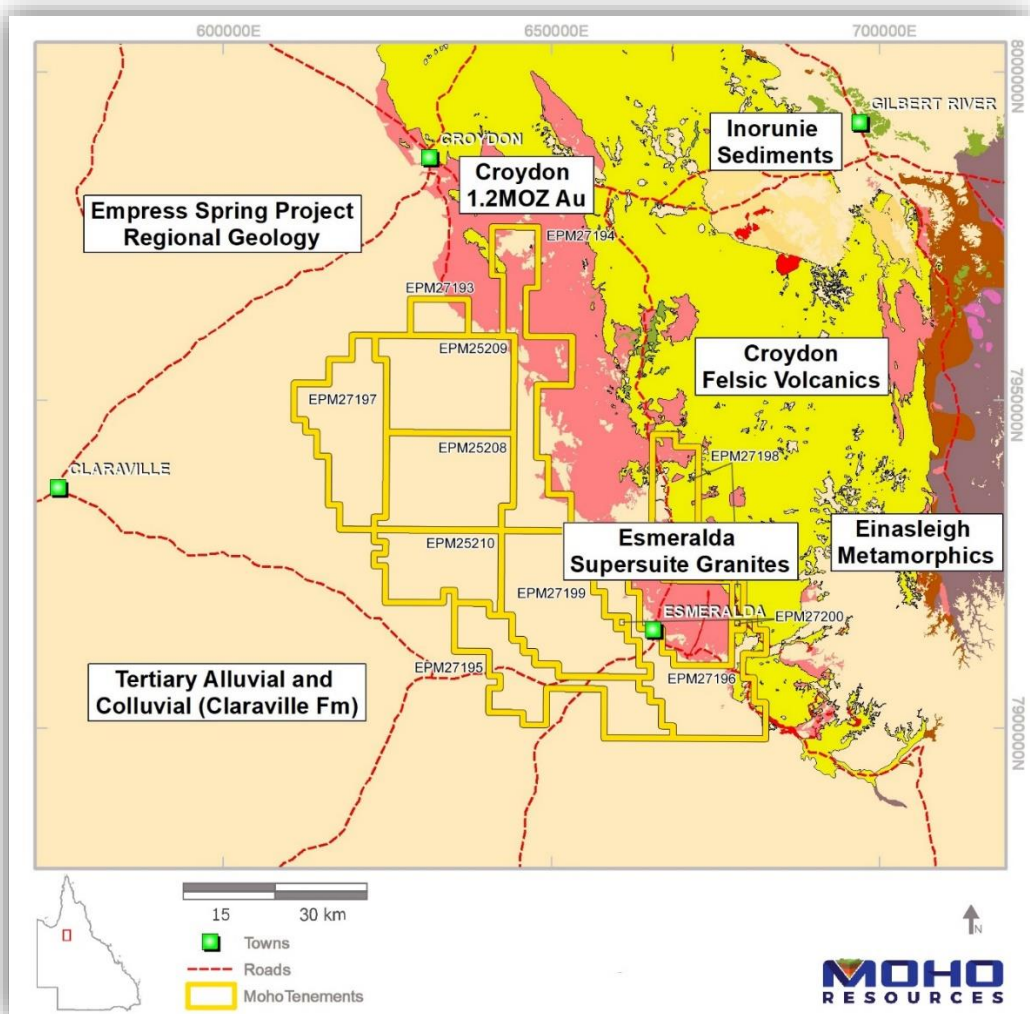 600000E
650000E
700000E
8000000N
GILBERT RIVER
CROYDON
Inorunie
Sediments
Croydon
1.2MOZ Au
Empress Spring Project
Regional Geology
EPM27194
EPM27193
EPM25209
Croydon
Felsic Volcanics
EPM27197
7950000N
EPM25208
EPM27198
CLARAVILLE
EPM25210
Esmeralda
Supersuite Granites
Einasleigh
Metamorphics
EPM27199
ESMERALDA
EPM27200
EPM27195
EPM27196
Tertiary Alluvial and
Colluvial (Claraville Fm)
7900000N
15 30 km
Towns
Roads
Moho Tenements
N
MOHO
RESOURCES